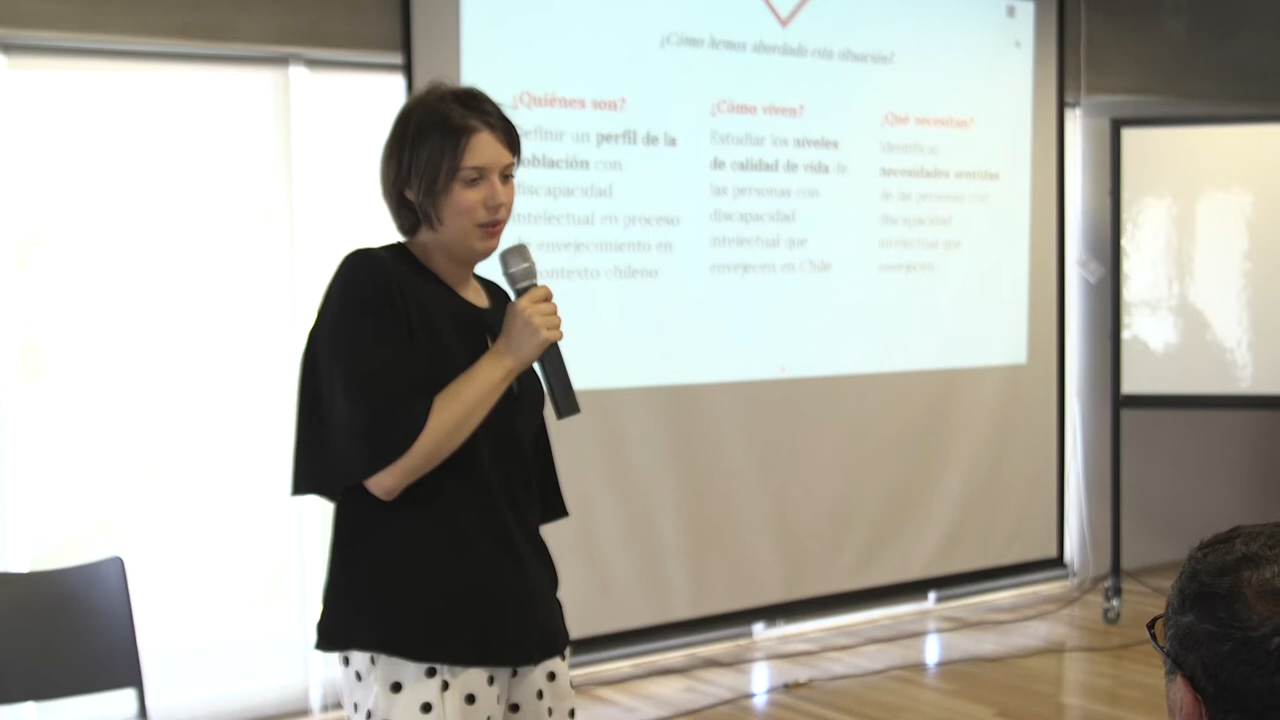 ¿Cómo hemos abordado esta situación?
¿Quiénes son?
Definir un perfil de la
población con
discapacidad
intelectual en proceso
de envejecimiento en
contexto chileno
¿Cómo viven?
Estudiar los niveles
de calidad de vida de
las personas con
discapacidad
intelectual que
envejecen en Chile
¿Qué necesitan?
Identificar
necesidades sentidas
de las personas con
discapacidad
intelectual que
envejecen